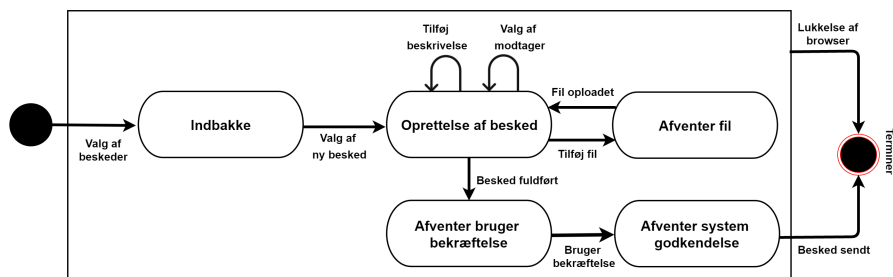 Tilføj
beskrivelse
Valg af
modtager
Lukkelse af
browser
Fil oploadet
Indbakke
Oprettelse af besked
Afventer fil
Valg af
beskeder
Valg af
ny besked
Tilføj fil
Terminer
Besked fuldført
Afventer bruger
bekræftelse
Afventer system
godkendelse
Bruger
bekræftelse
Besked sendt